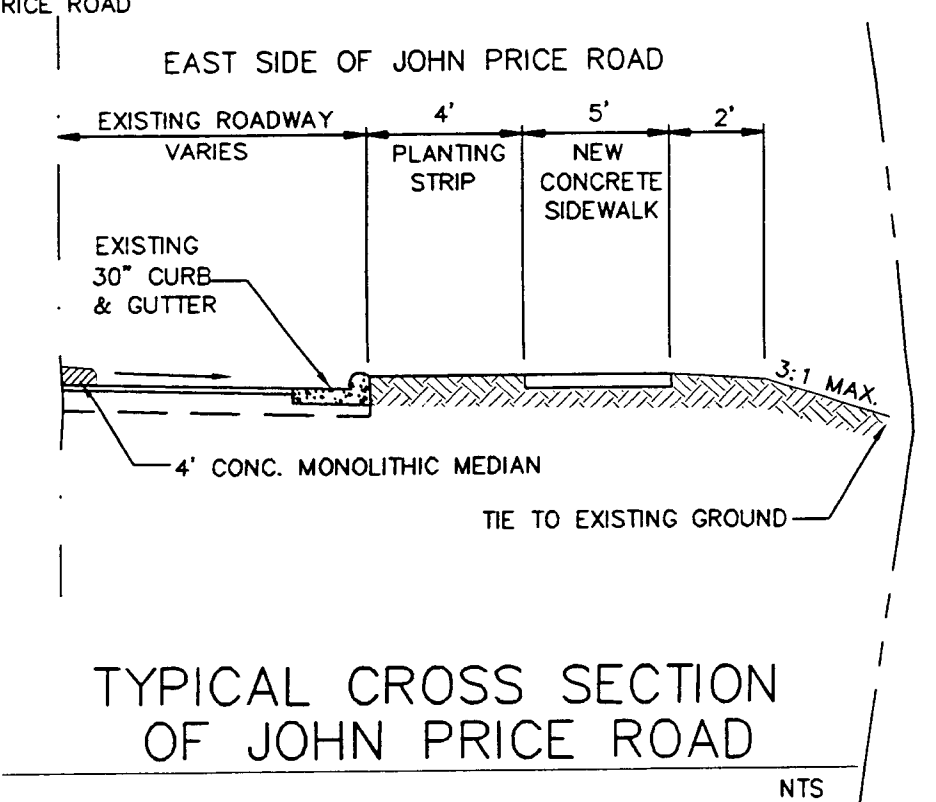 RICE ROAD
EAST SIDE OF JOHN PRICE ROAD
EXISTING ROADWAY
VARIES
4'
PLANTING
STRIP
5'
NEW
CONCRETE
SIDEWALK
2'
EXISTING
30" CURB
& GUTTER
3:1 MAX.
4' CONC. MONOLITHIC MEDIAN
TIE TO EXISTING GROUND
TYPICAL CROSS SECTION
OF JOHN PRICE ROAD
NTS